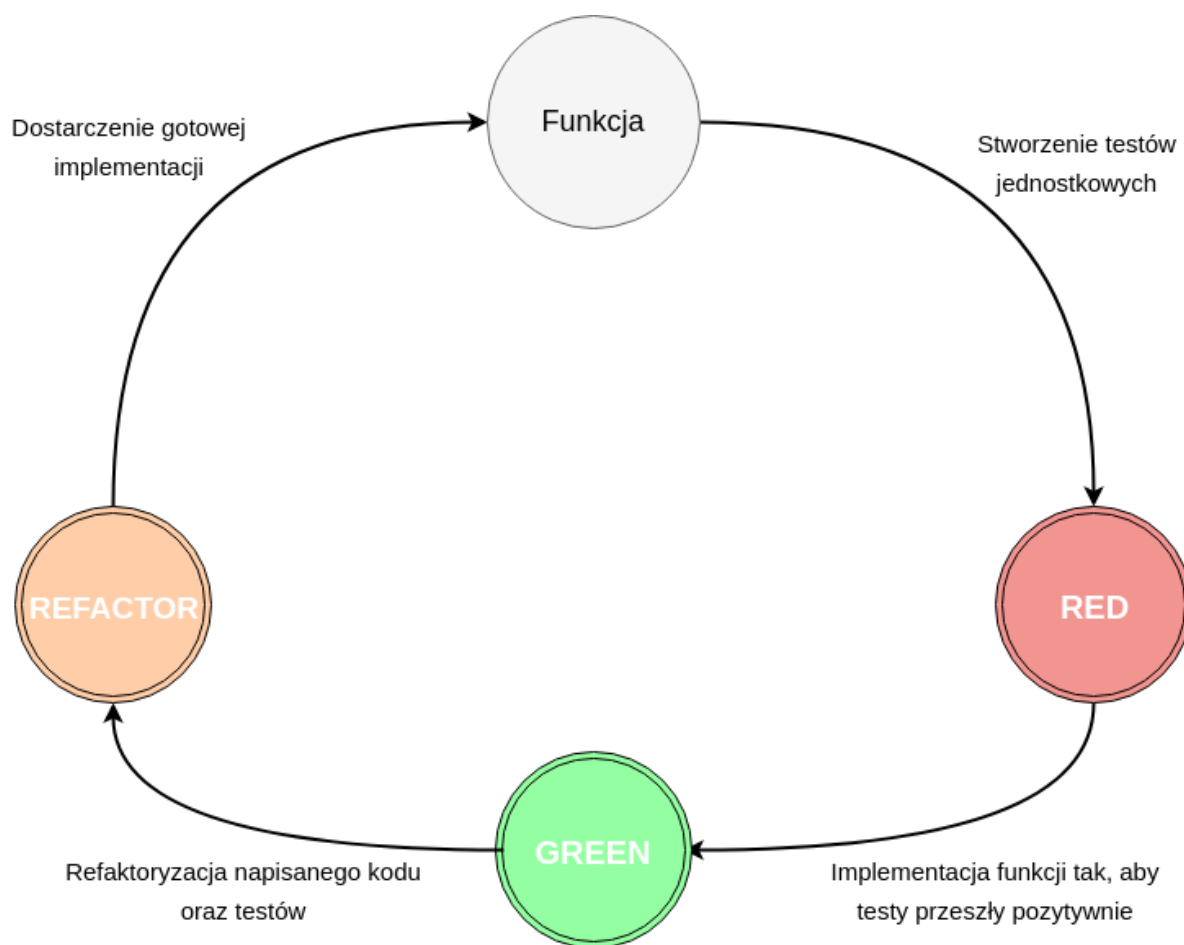 Funkcja
Dostarczenie gotowej
implementacji
Stworzenie testów
jednostkowych
REFACTOR
RED
GREEN
Refaktoryzacja napisanego kodu
oraz testów
Implementacja funkcji tak, aby
testy przeszły pozytywnie